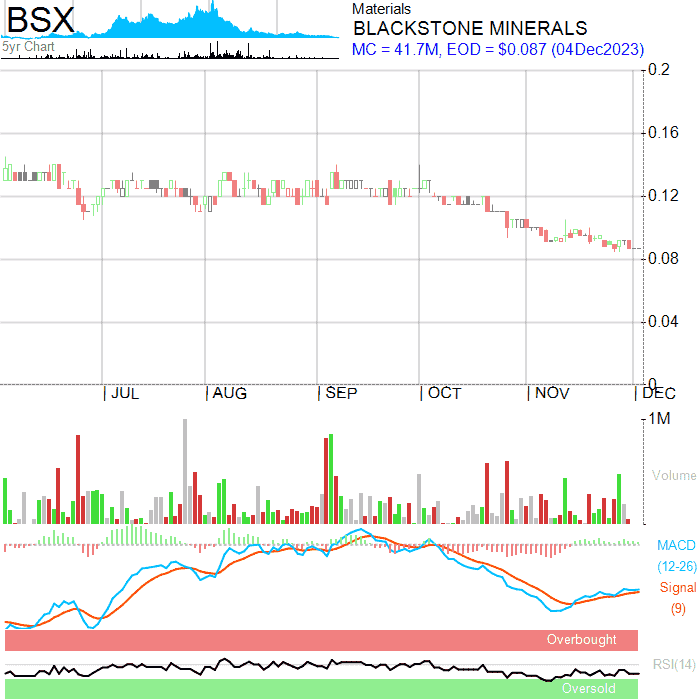 BSX
5yr Chart
Materials
BLACKSTONE MINERALS
MC = 41.7M, EOD = $0.087 (04Dec2023)
0.2
0.16
0.12
0.08
0.04
0
JUL AUG SEP OCT NOV DEC
1M
Volume
MACD
(12-26)
Signal
(9)
Overbought
RSI(14)
Oversold